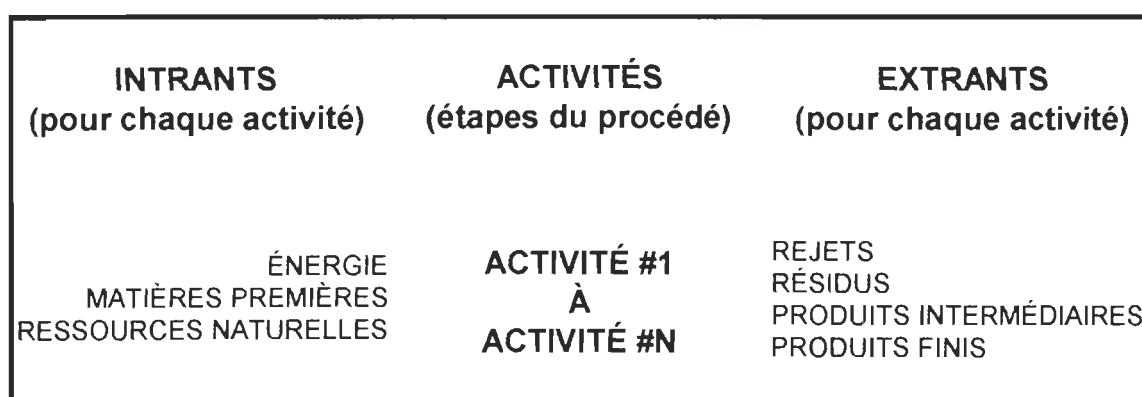 INTRANTS
(pour chaque activité)
ACTIVITÉS
(étapes du procédé)
EXTRANTS
(pour chaque activité)
ÉNERGIE
MATIÈRES PREMIÈRES
RESSOURCES NATURELLES
ACTIVITÉ #1
À
ACTIVITÉ #N
REJETS
RÉSIDUS
PRODUITS INTERMÉDIAIRES
PRODUITS FINIS